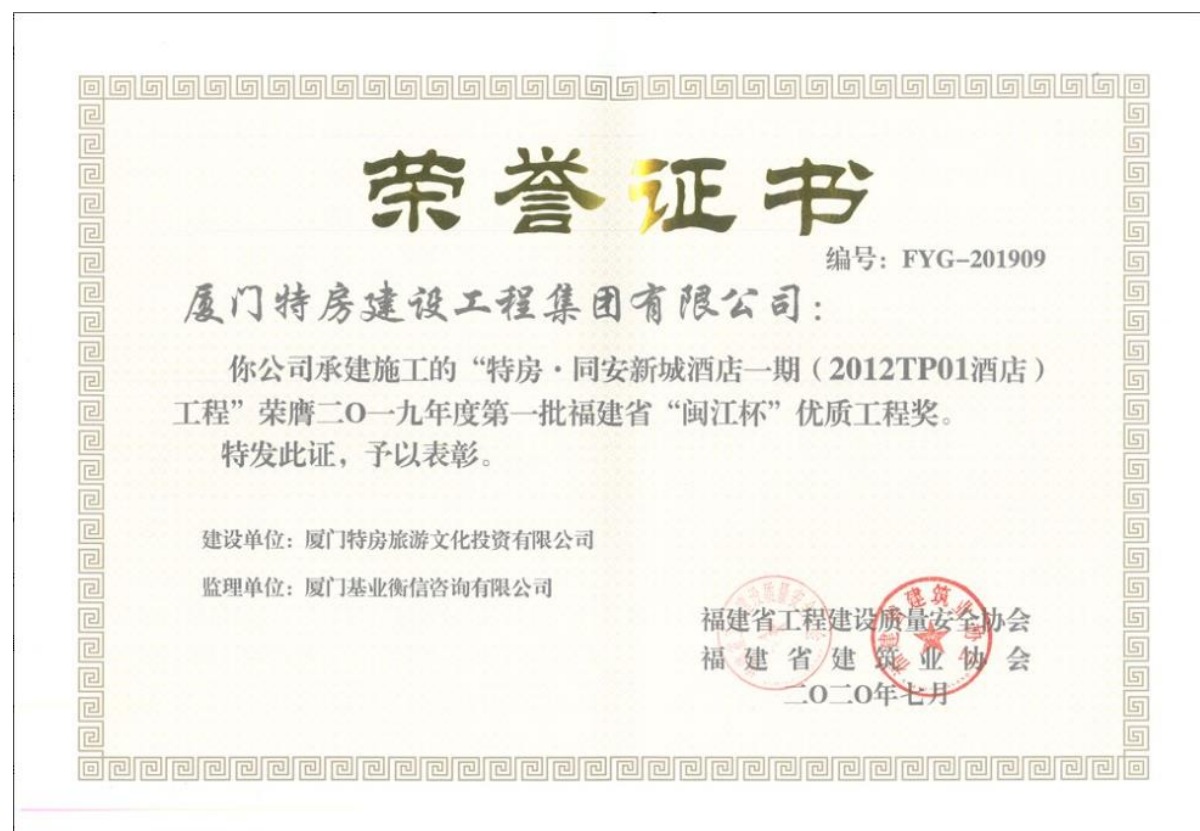 荣誉证书
编号：FYG-201909
厦门特房建设工程集团有限公司：
你公司承建施工的“特房·同安新城酒店一期（2012TP01酒店）
工程”荣膺二O一九年度第一批福建省“闽江杯”优质工程奖。
特发此证，予以表彰。
建设单位：厦门特房旅游文化投资有限公司
监理单位：厦门基业衡信咨询有限公司
福建省工程建设质量安全协会
福建省建筑业协会
二O二O年七月